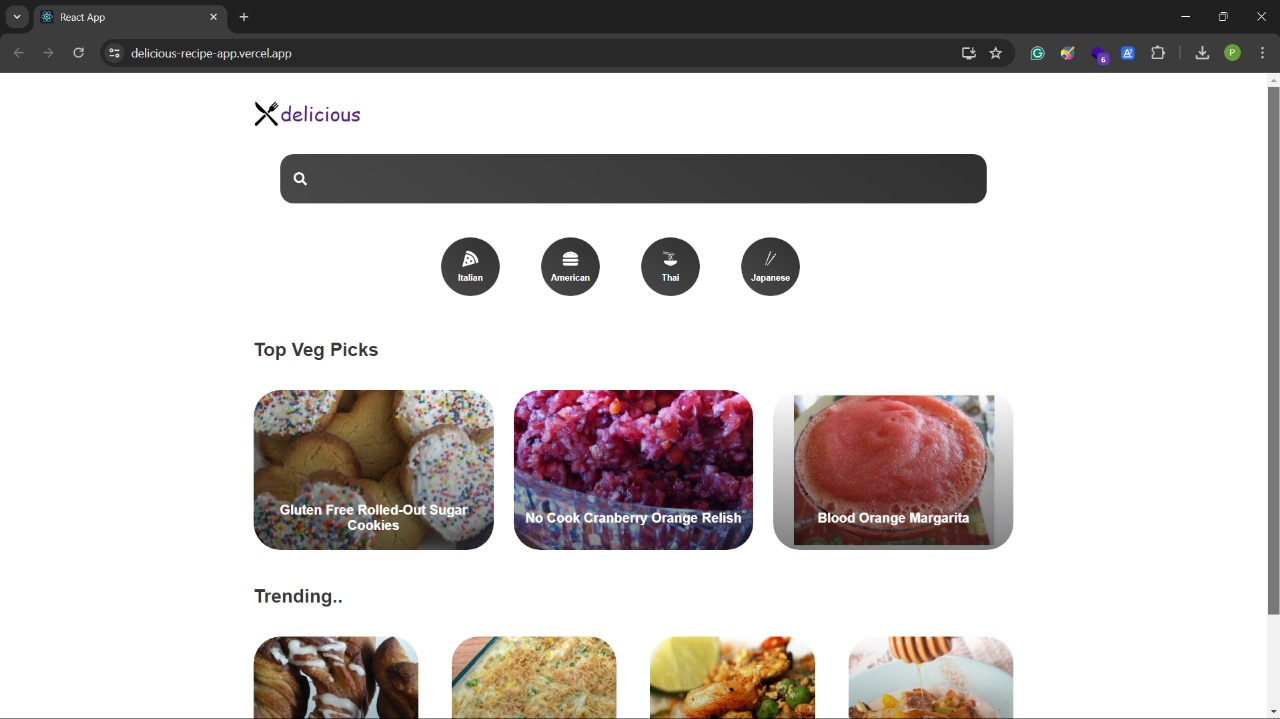 React App
delicious-recipe-app.vercel.app
6
P
delicious
Italian
American
Thai
Japanese
Top Veg Picks
Gluten Free Rolled-Out Sugar
Cookies
No Cook Cranberry Orange Relish
Blood Orange Margarita
Trending..